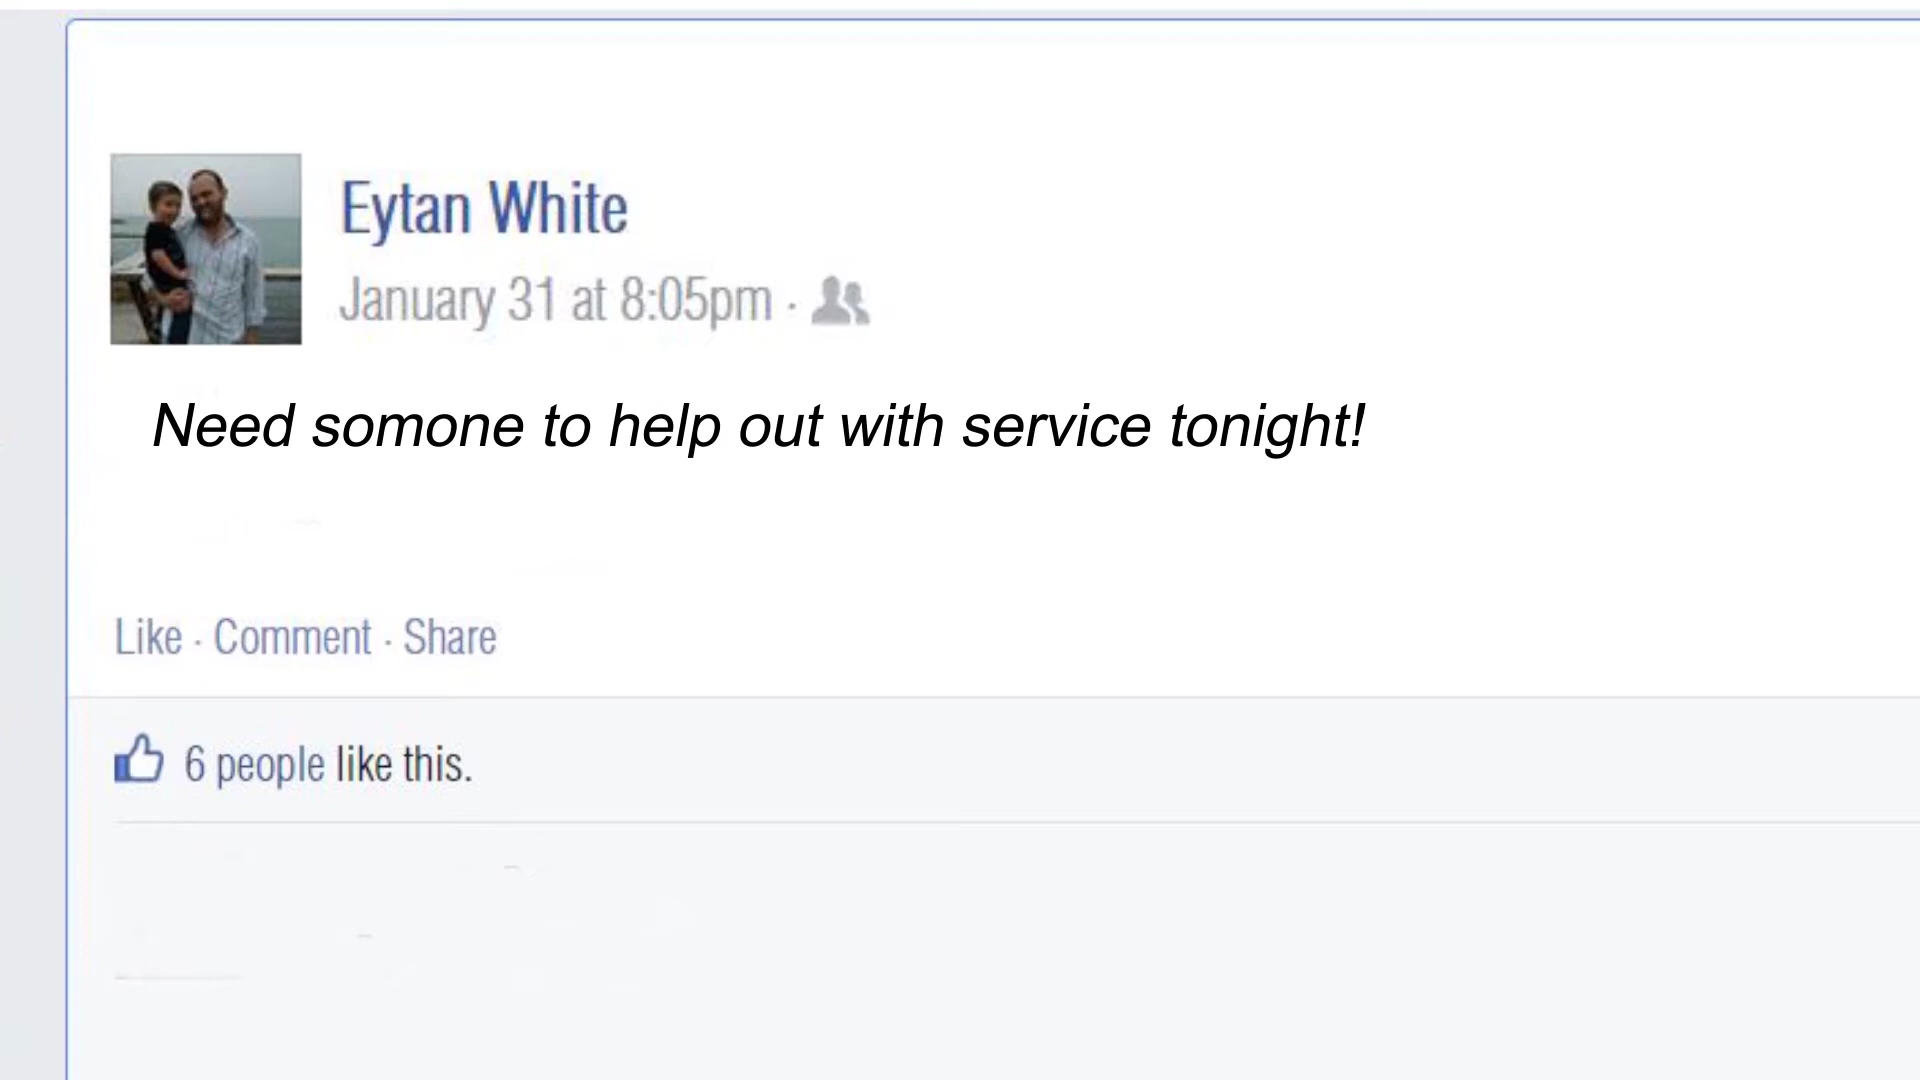 Eytan White
January 31 at 8:05pm ·
Need somone to help out with service tonight!
Like · Comment · Share
6 people like this.